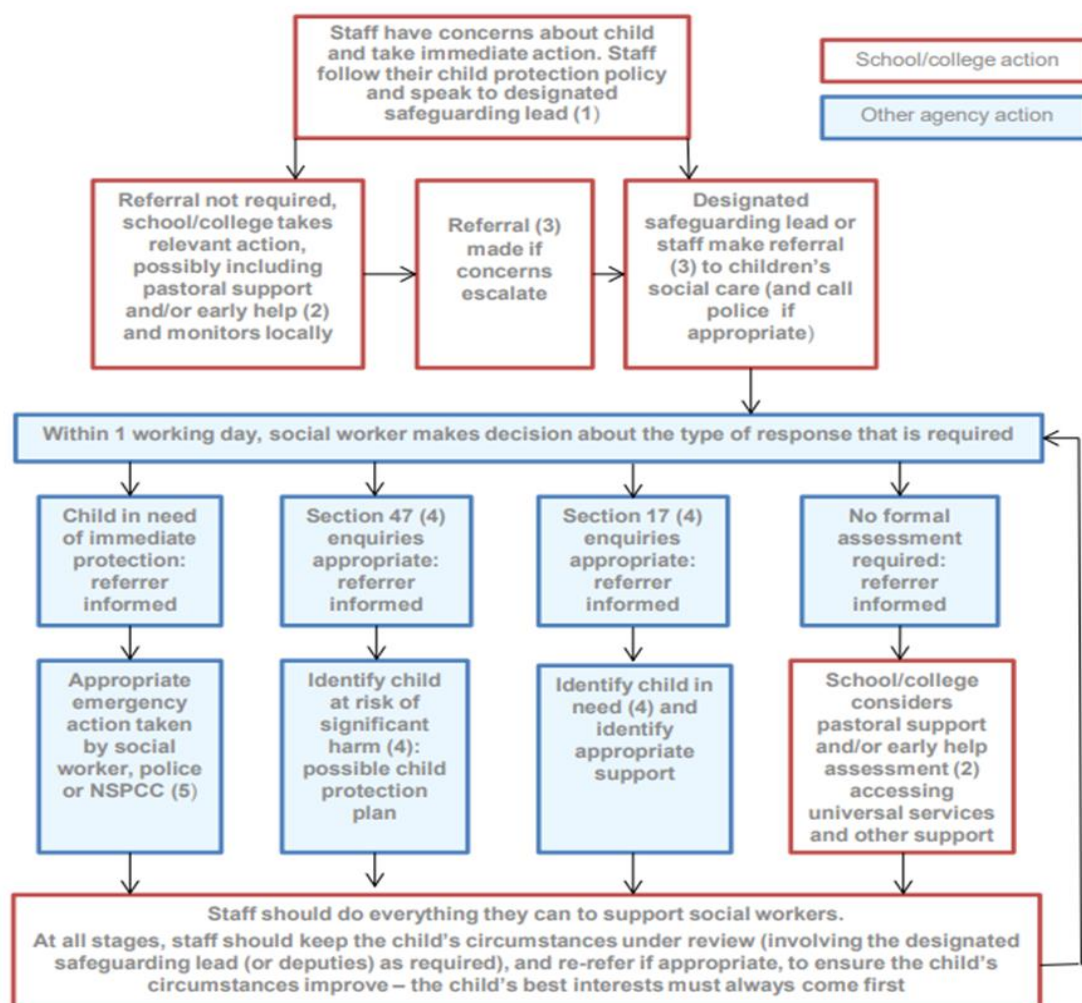 Staff have concerns about child
and take immediate action. Staff
follow their child protection policy
and speak to designated
safeguarding lead (1)
School/college action
Other agency action
Referral not required,
school/college takes
relevant action,
possibly including
pastoral support
and/or early help (2)
and monitors locally
Referral (3)
made if
concerns
escalate
Designated
safeguarding lead or
staff make referral
(3) to children's
social care (and call
police if
appropriate)
Within 1 working day, social worker makes decision about the type of response that is required
Child in need
of immediate
protection:
referrer
informed
Section 47 (4)
enquiries
appropriate:
referrer
informed
Section 17 (4)
enquiries
appropriate:
referrer
informed
No formal
assessment
required:
referrer
informed
Appropriate
emergency
action taken
by social
worker, police
or NSPCC (5)
Identify child
at risk of
significant
harm (4):
possible child
protection
plan
Identify child in
need (4) and
identify
appropriate
support
School/college
considers
pastoral support
and/or early help
assessment (2)
accessing
universal services
and other support
Staff should do everything they can to support social workers.
At all stages, staff should keep the child's circumstances under review (involving the designated
safeguarding lead (or deputies) as required), and re-refer if appropriate, to ensure the child's
circumstances improve – the child's best interests must always come first